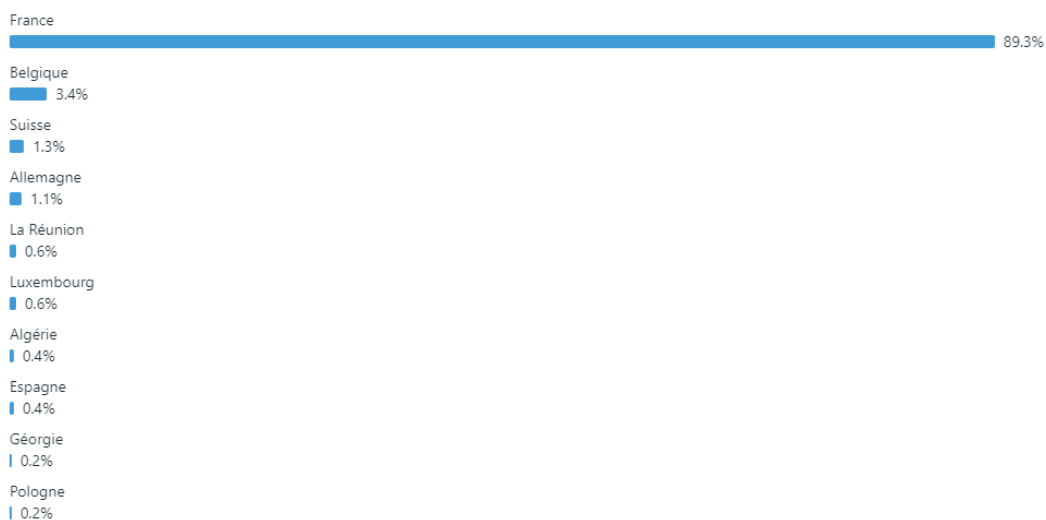 France
89.3%
Belgique
3.4%
Suisse
1.3%
Allemagne
1.1%
La Réunion
0.6%
Luxembourg
0.6%
Algérie
0.4%
Espagne
0.4%
Géorgie
0.2%
Pologne
0.2%